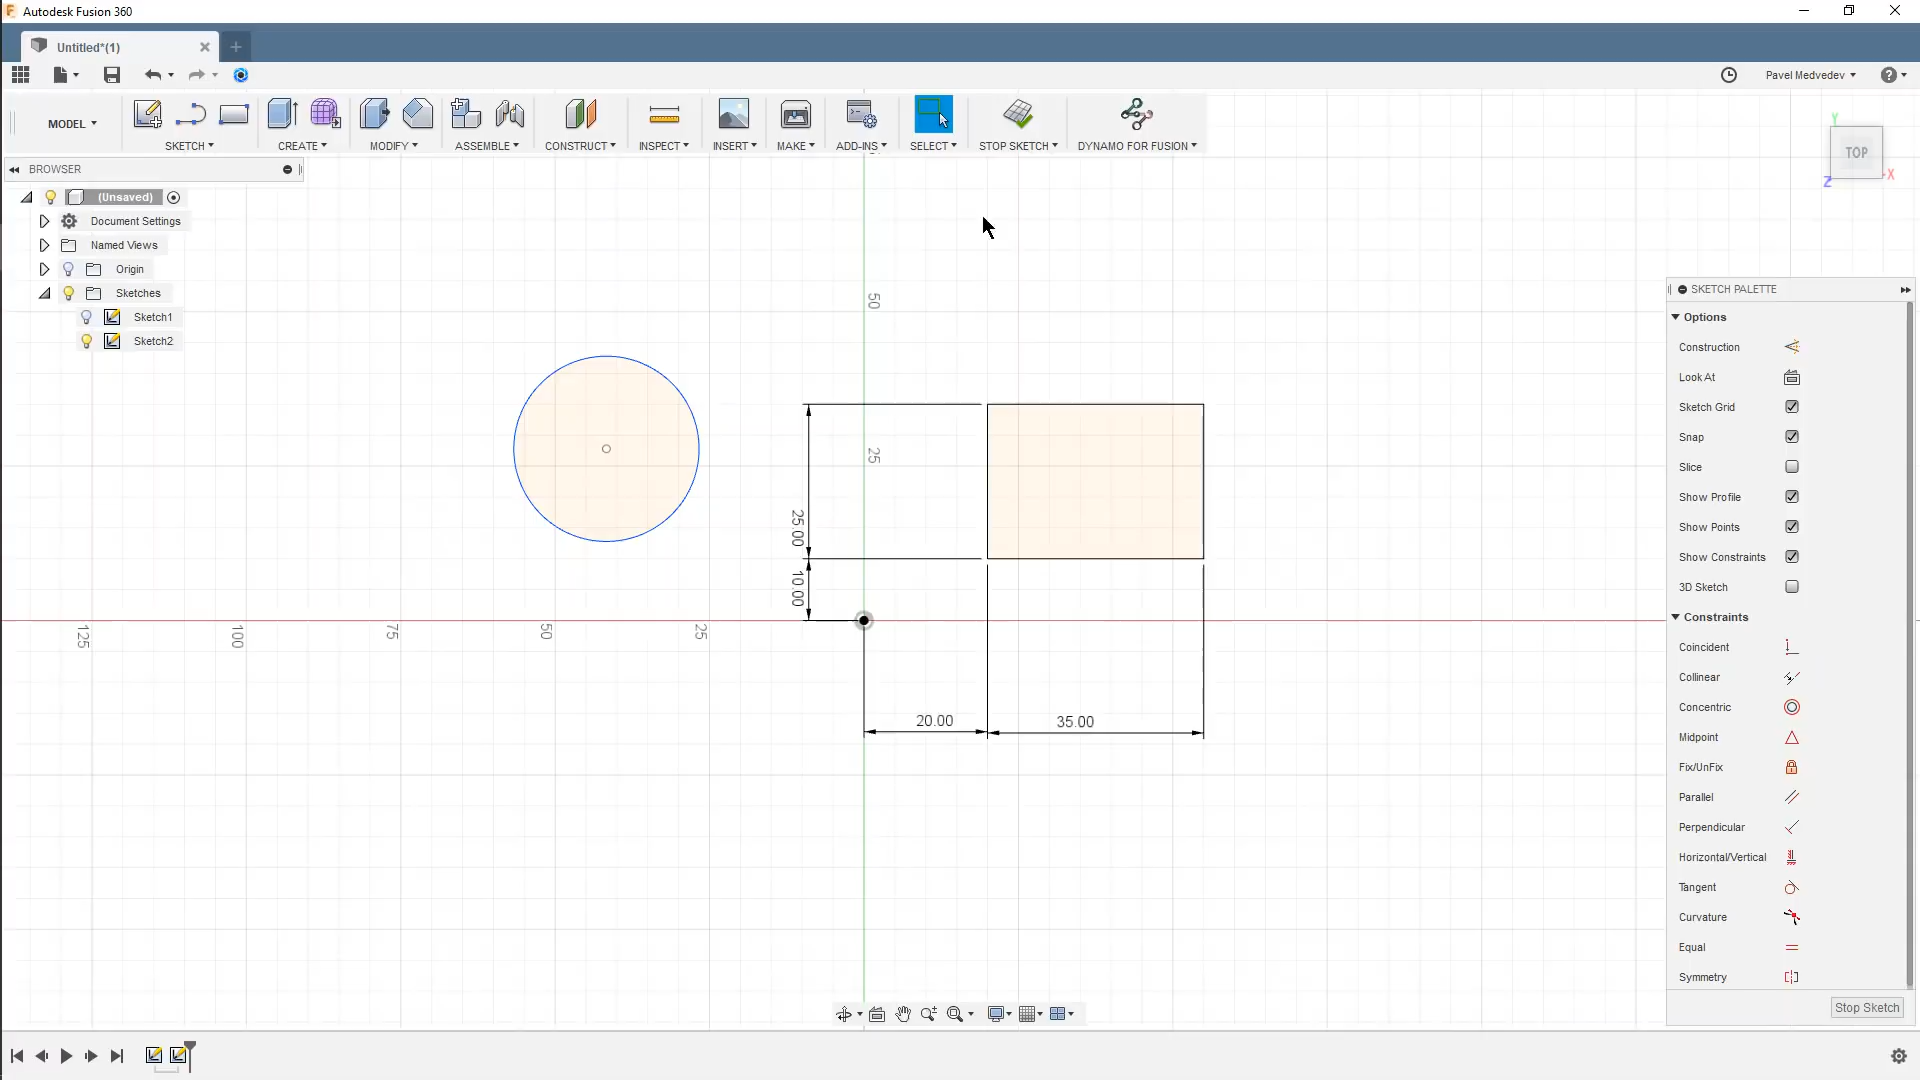 Autodesk Fusion 360
Untitled*(1)
Pavel Medvedev
MODEL
SKETCH
CREATE
MODIFY
ASSEMBLE
CONSTRUCT
INSPECT
INSERT
MAKE
ADD-INS
SELECT
STOP SKETCH
DYNAMO FOR FUSION
Y
TOP
Z
X
BROWSER
(Unsaved)
Document Settings
Named Views
Origin
Sketches
Sketch1
Sketch2
50
25
25.00
10.00
125
100
75
50
25
20.00
35.00
SKETCH PALETTE
Options
Construction
Look At
Sketch Grid
Snap
Slice
Show Profile
Show Points
Show Constraints
3D Sketch
Constraints
Coincident
Collinear
Concentric
Midpoint
Fix/UnFix
Parallel
Perpendicular
Horizontal/Vertical
Tangent
Curvature
Equal
Symmetry
Stop Sketch